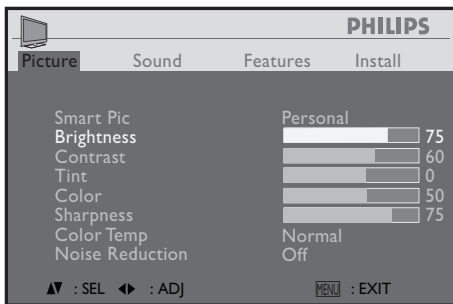 PHILIPS
Picture Sound Features Install
Smart Pic Personal
Brightness 75
Contrast 60
Tint 0
Color 50
Sharpness 75
Color Temp Normal
Noise Reduction Off
▲▼ : SEL ◀▶ : ADJ MENU : EXIT